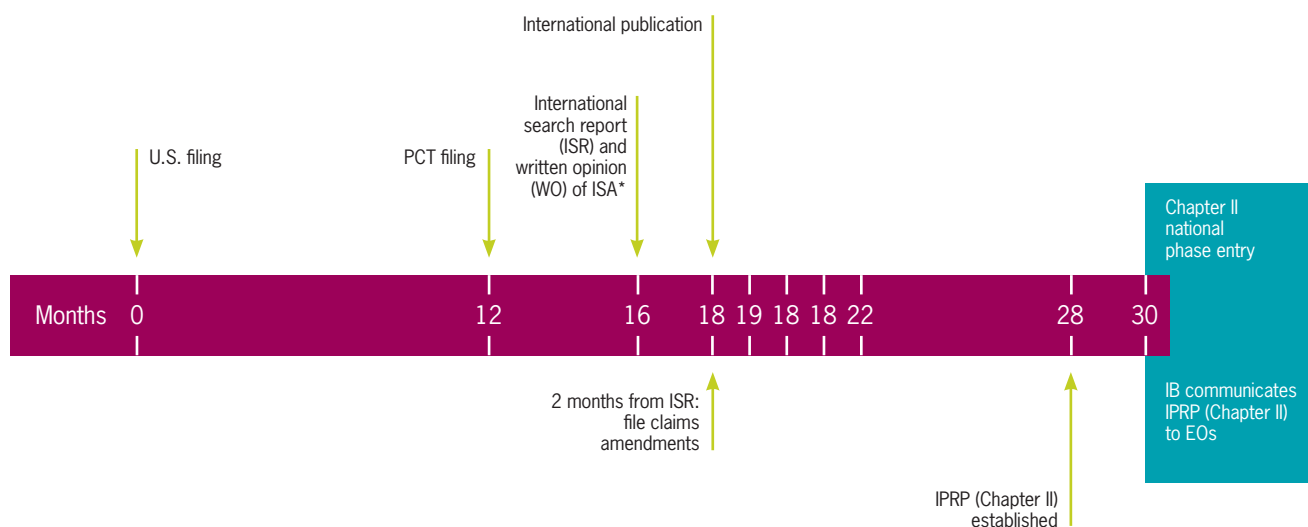 International publication
International
search report
(ISR) and
written opinion
(WO) of ISA*
U.S. filing
PCT filing
Chapter II
national
phase entry
Months 0 12 16 18 19 18 18 22 28 30
2 months from ISR:
file claims
amendments
IB communicates
IPRP (Chapter II)
to EOs
IPRP (Chapter II)
established